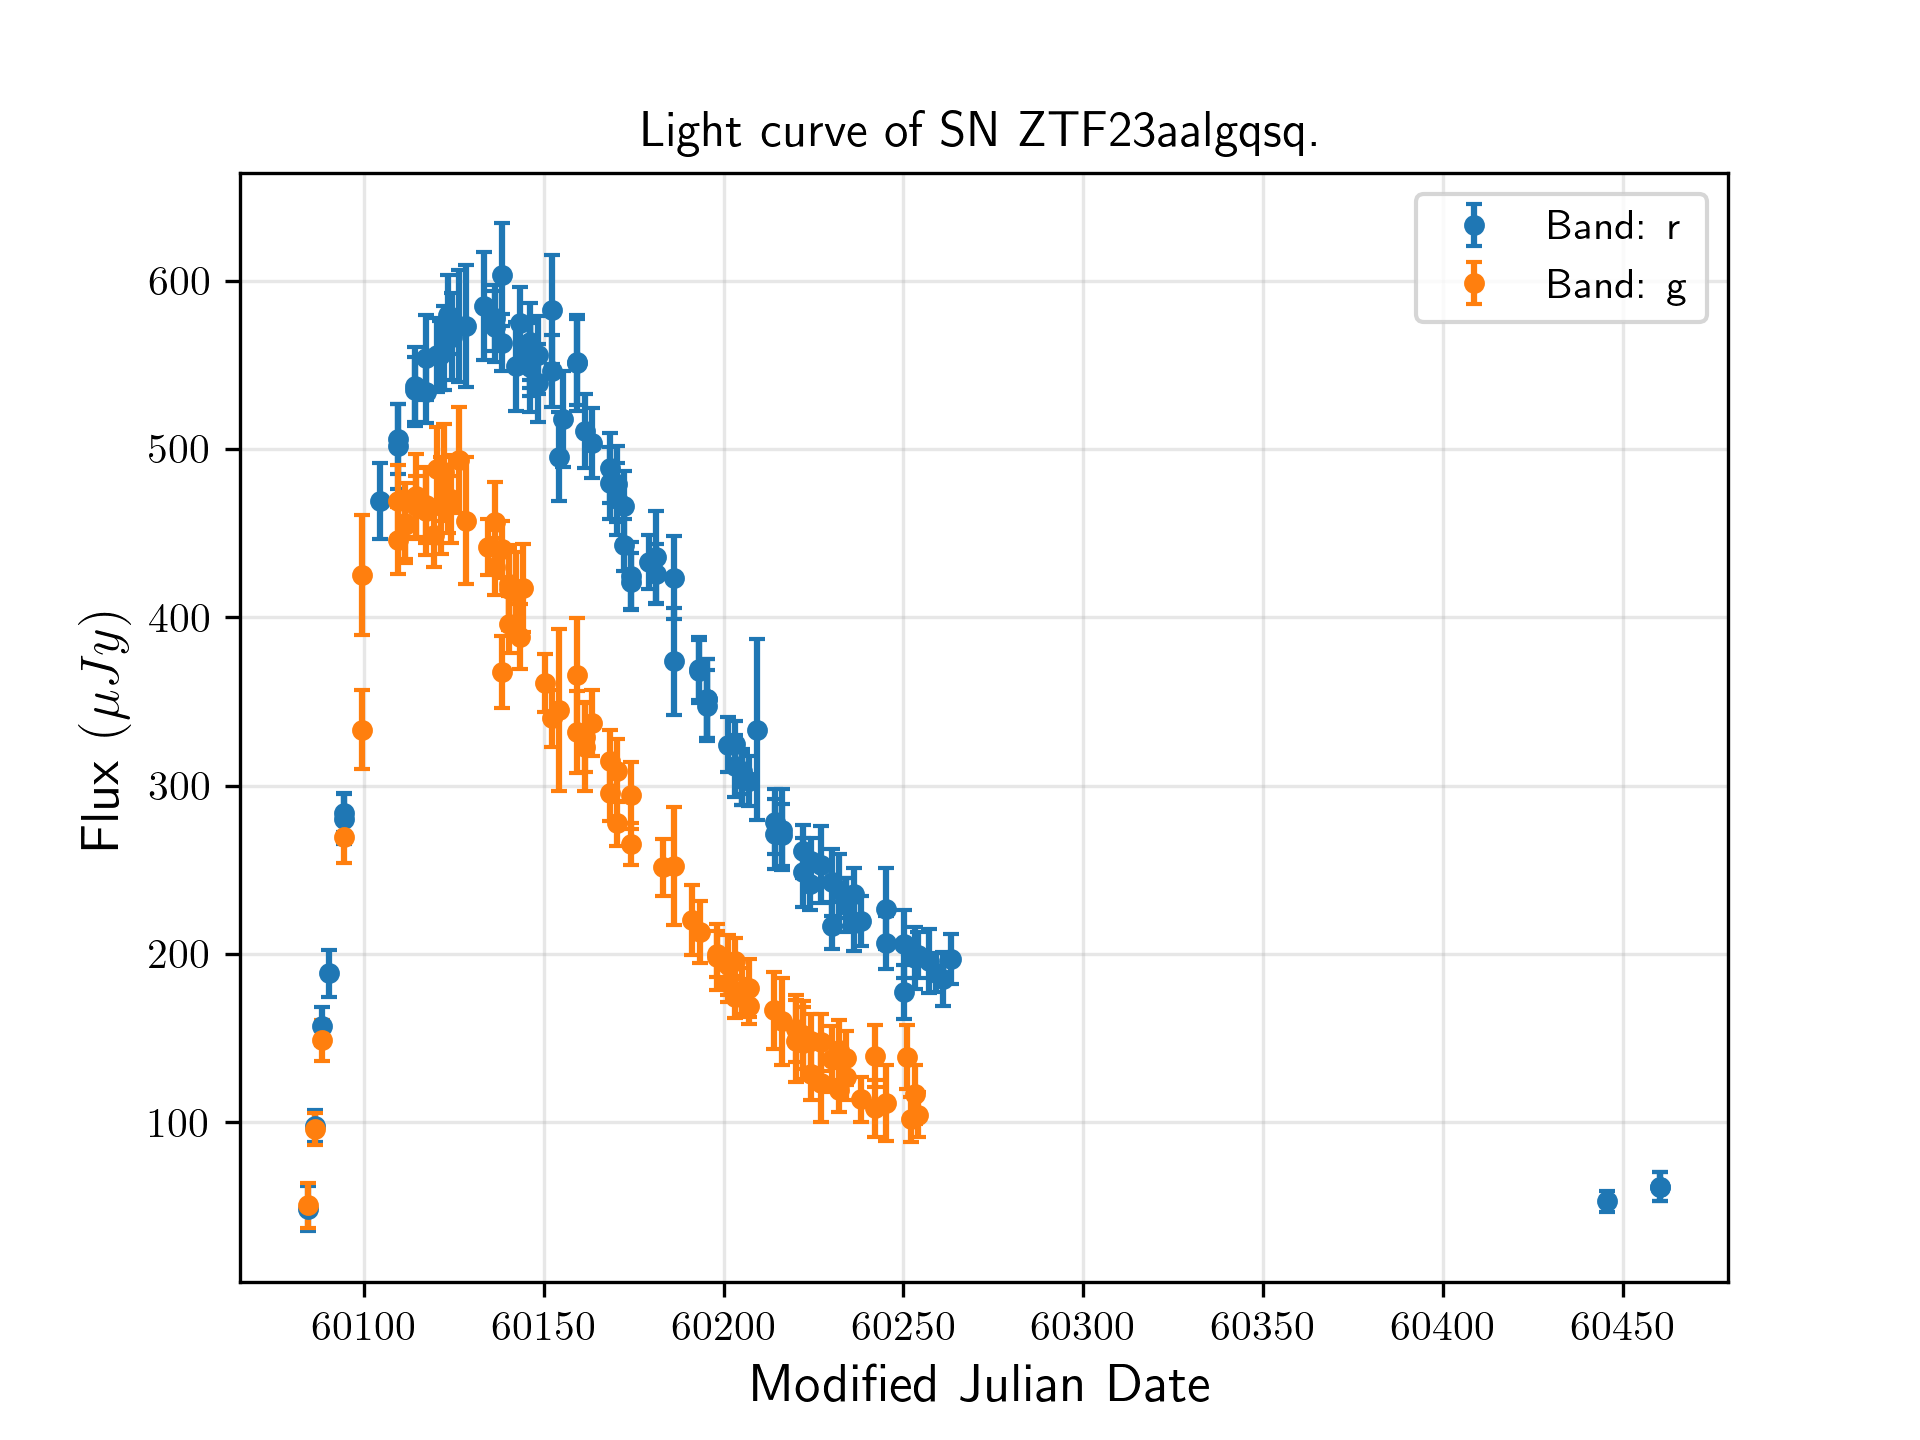 Light curve of SN ZTF23aalgqsq.
Band: r
Band: g
600
500
400
300
200
100
Flux (μJy)
60100 60150 60200 60250 60300 60350 60400 60450
Modified Julian Date